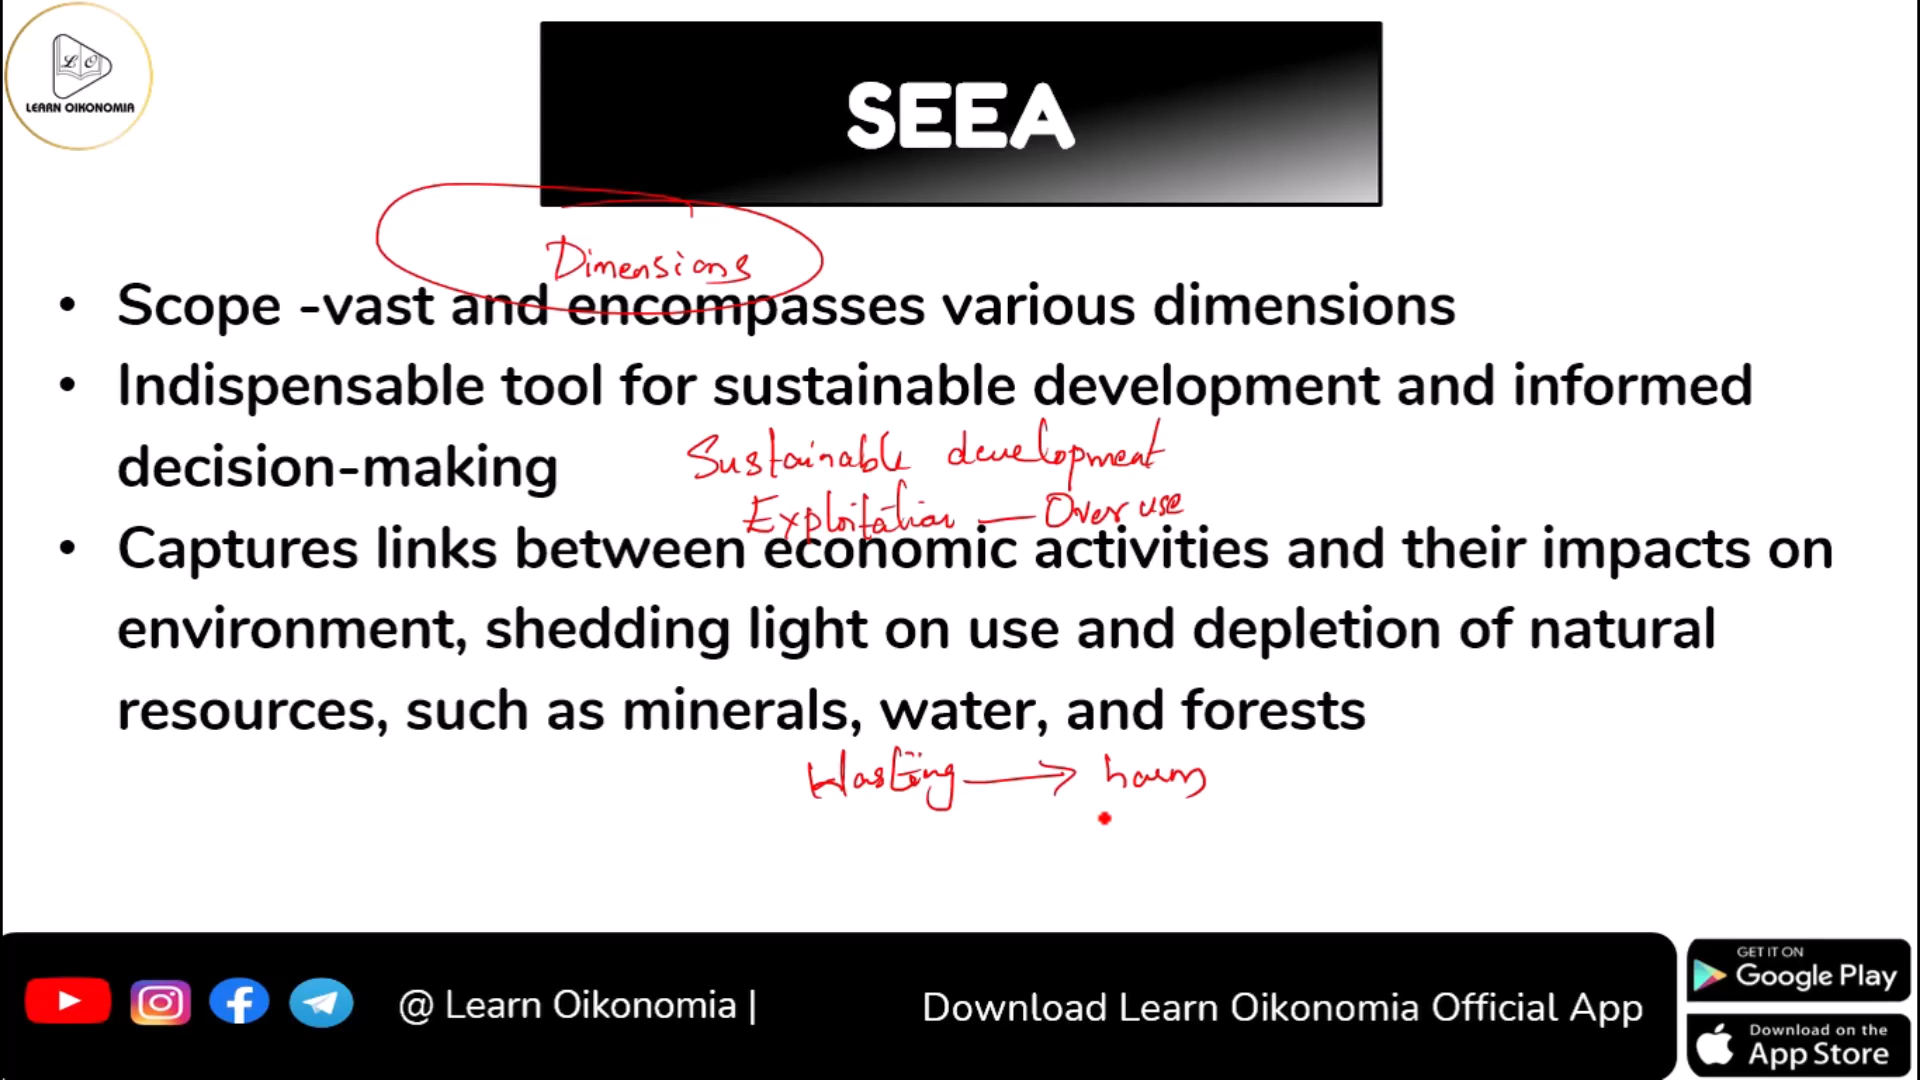 LO
LEARN OIKONOMIA
SEEA
Dimensions
• Scope -vast and encompasses various dimensions
• Indispensable tool for sustainable development and informed
decision-making
Sustainable development
Exploitation — Over use
• Captures links between economic activities and their impacts on
environment, shedding light on use and depletion of natural
resources, such as minerals, water, and forests
Wasting → harm
@ Learn Oikonomia |
Download Learn Oikonomia Official App
GET IT ON
Google Play
Download on the
App Store